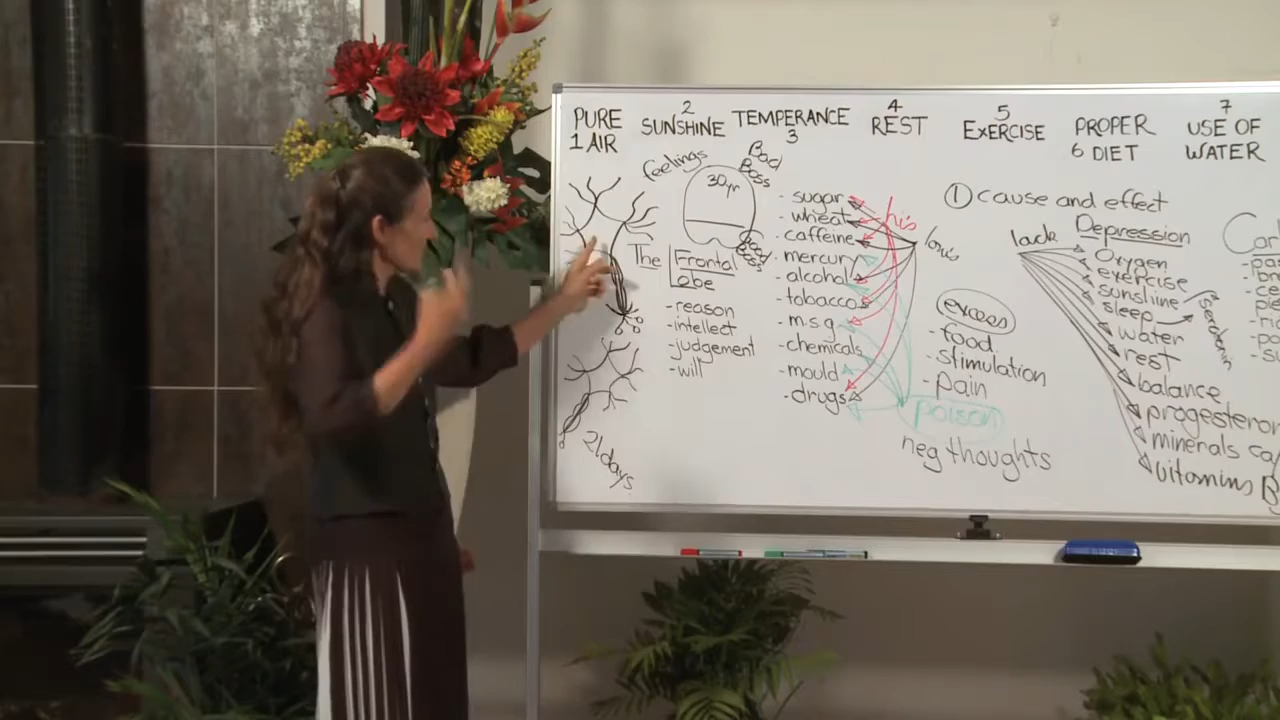 PURE
1 AIR
2
SUNSHINE
TEMPERANCE
3
4
REST
5
EXERCISE
PROPER
6 DIET
7
USE OF
WATER
feelings
30yr
Bad
Boss
The
Frontal
Lobe
- reason
- intellect
- judgement
- will
21 days
- sugar
- wheat
- caffeine
- mercury
- alcohol
- tobacco
- m.s.g
- chemicals
- mould
- drugs
his
excess
- food
- stimulation
- pain
poison
neg thoughts
1 cause and effect
lack
Depression
Oxygen
exercise
sunshine
sleep
water
rest
balance
progesteron
minerals ca
vitamins B